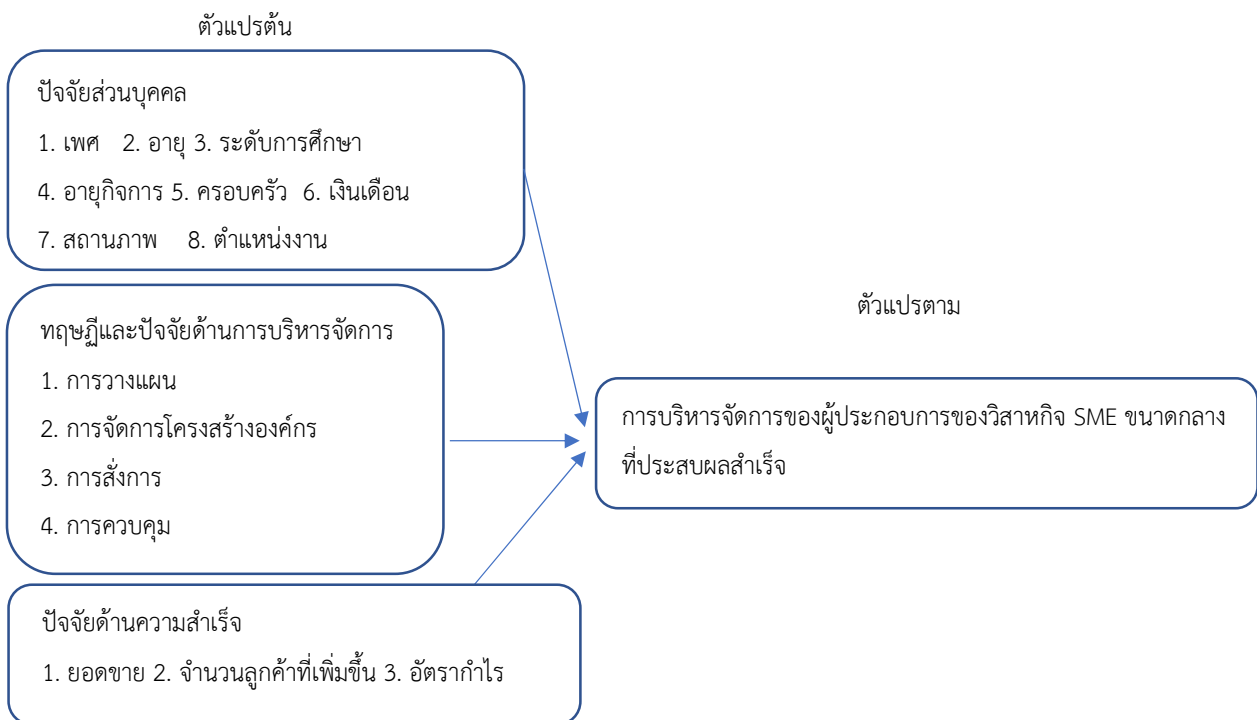 ตัวแปรต้น
ปัจจัยส่วนบุคคล
1. เพศ 2. อายุ 3. ระดับการศึกษา
4. อายุกิจการ 5. ครอบครัว 6. เงินเดือน
7. สถานภาพ 8. ตำแหน่งงาน
ทฤษฎีและปัจจัยด้านการบริหารจัดการ
1. การวางแผน
2. การจัดการโครงสร้างองค์กร
3. การสั่งการ
4. การควบคุม
ปัจจัยด้านความสำเร็จ
1. ยอดขาย 2. จำนวนลูกค้าที่เพิ่มขึ้น 3. อัตรากำไร
ตัวแปรตาม
การบริหารจัดการของผู้ประกอบการของวิสาหกิจ SME ขนาดกลาง
ที่ประสบผลสำเร็จ